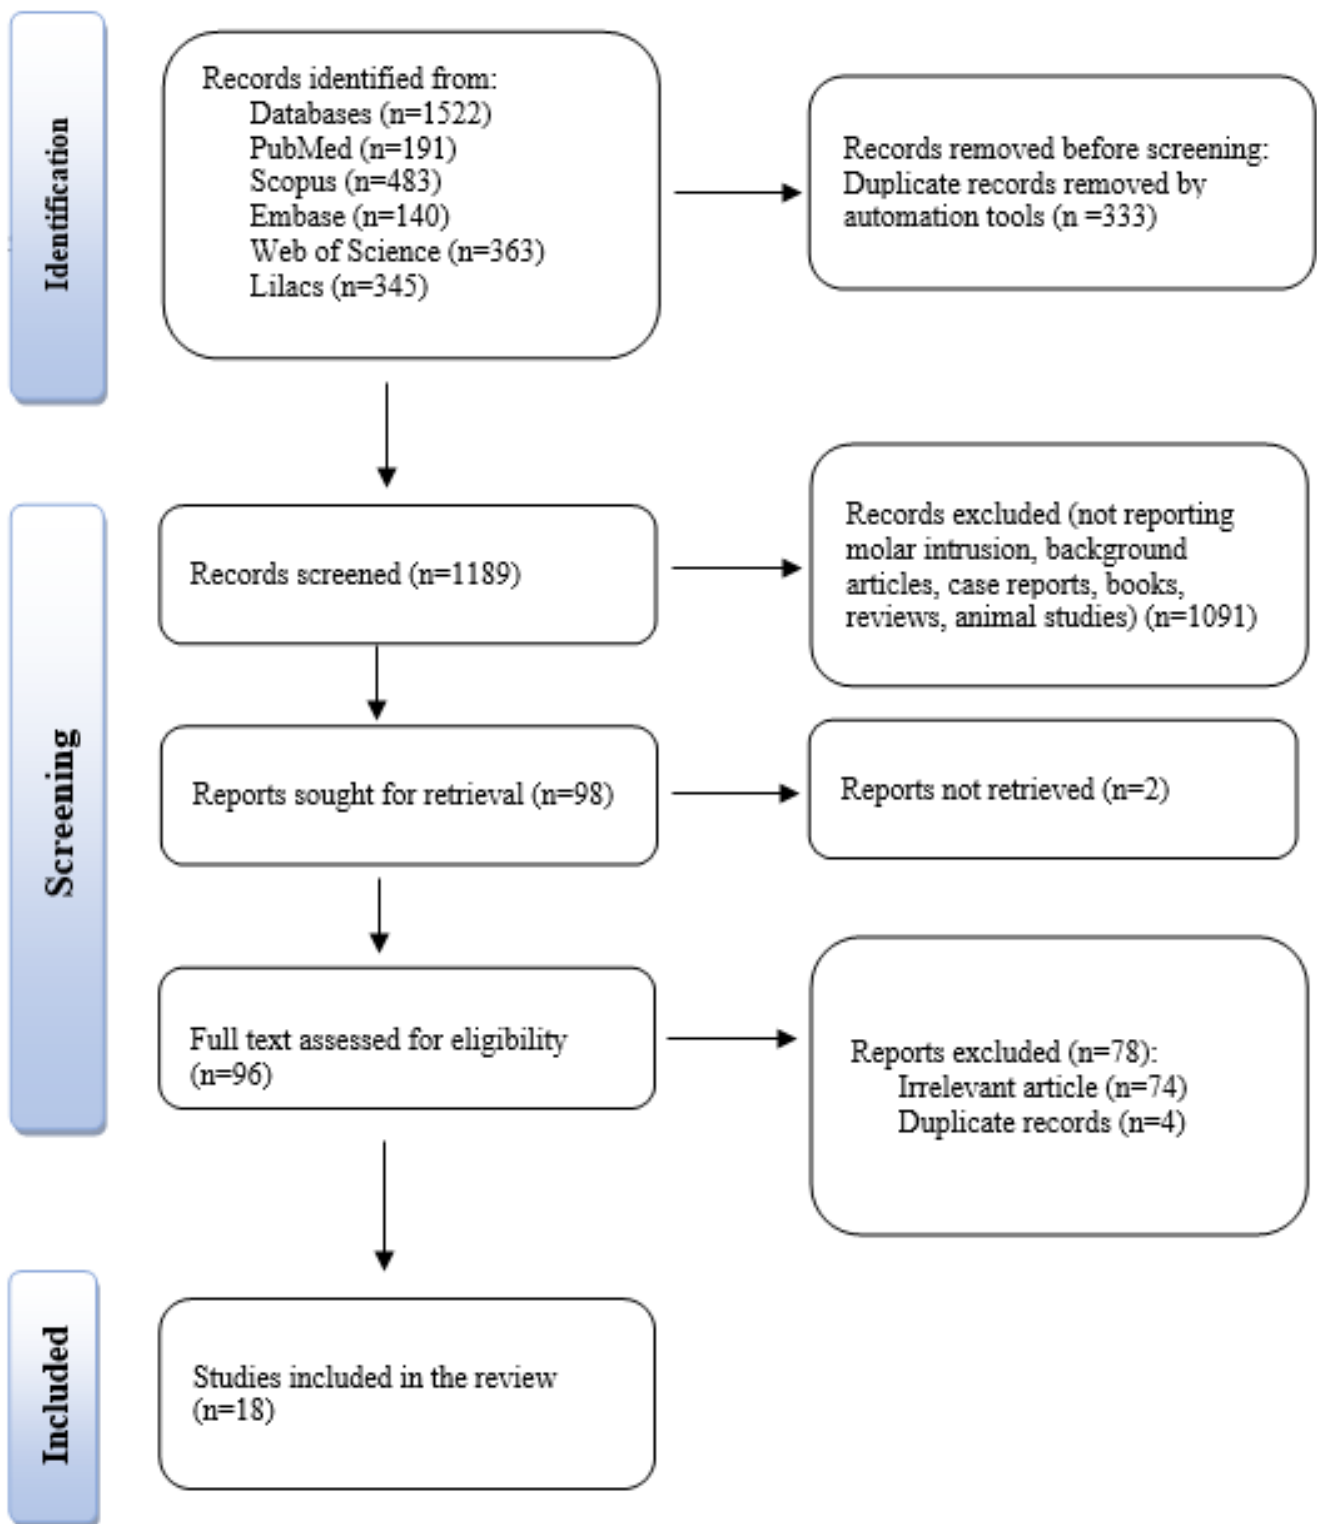 Identification
Records identified from:
Databases (n=1522)
PubMed (n=191)
Scopus (n=483)
Embase (n=140)
Web of Science (n=363)
Lilacs (n=345)
Records removed before screening:
Duplicate records removed by
automation tools (n =333)
Screening
Records screened (n=1189)
Records excluded (not reporting
molar intrusion, background
articles, case reports, books,
reviews, animal studies) (n=1091)
Reports sought for retrieval (n=98)
Reports not retrieved (n=2)
Full text assessed for eligibility
(n=96)
Reports excluded (n=78):
Irrelevant article (n=74)
Duplicate records (n=4)
Included
Studies included in the review
(n=18)